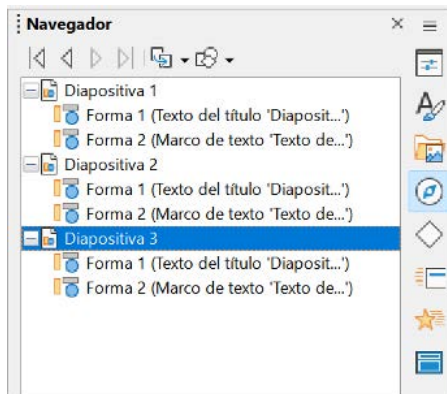 Navegador
Diapositiva 1
Forma 1 (Texto del título 'Diaposit...')
Forma 2 (Marco de texto 'Texto de...')
Diapositiva 2
Forma 1 (Texto del título 'Diaposit...')
Forma 2 (Marco de texto 'Texto de...')
Diapositiva 3
Forma 1 (Texto del título 'Diaposit...')
Forma 2 (Marco de texto 'Texto de...')